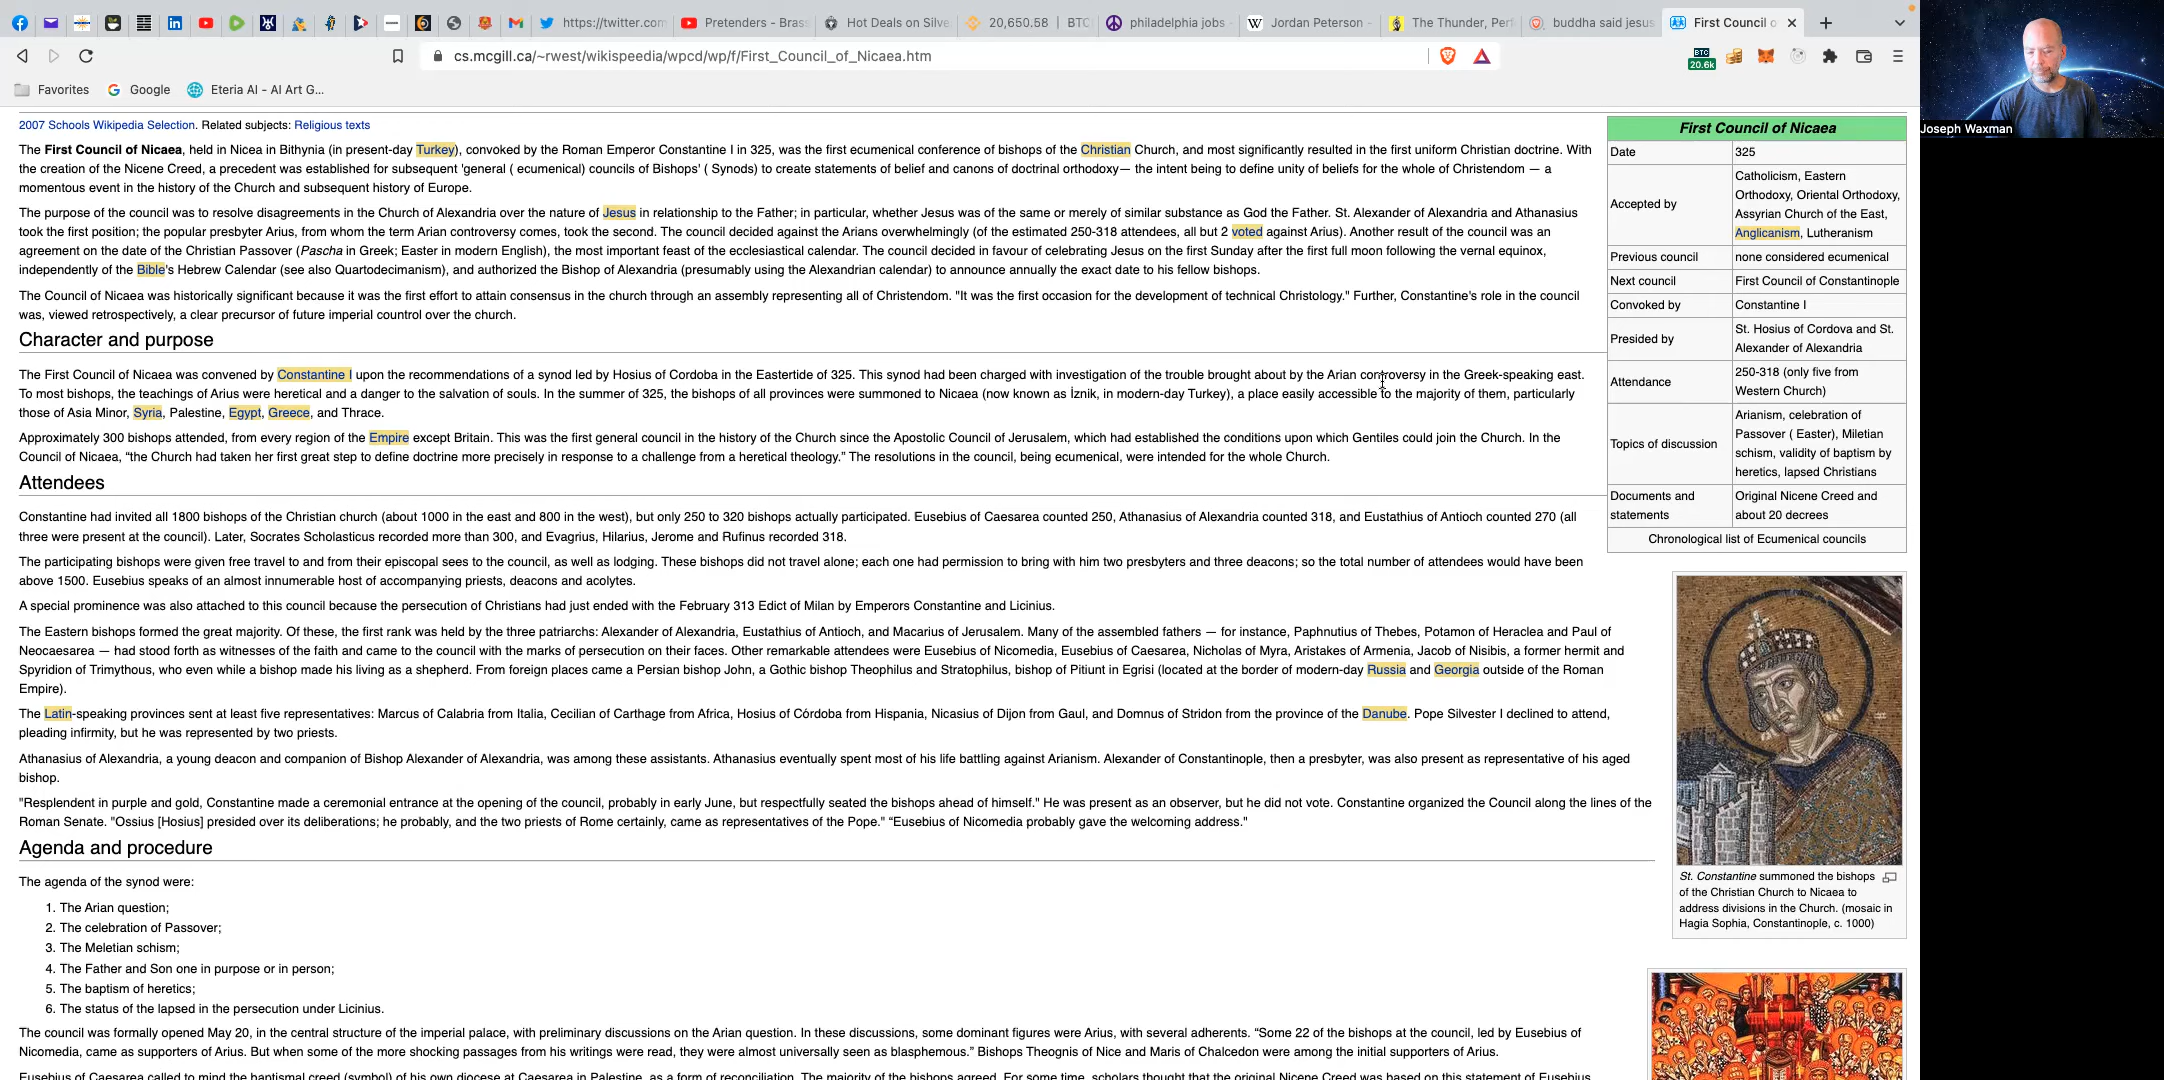 https://twitter.com
Pretenders - Brass
Hot Deals on Silve
20,650.58 | BTC
philadelphia jobs -
Jordan Peterson -
The Thunder, Perf
buddha said jesus
First Council o
cs.mcgill.ca/~rwest/wikispeedia/wpcd/wp/f/First_Council_of_Nicaea.htm
BTC
20.6k
Favorites
Google
Eteria AI - AI Art G...
Joseph Waxman
2007 Schools Wikipedia Selection. Related subjects: Religious texts
The First Council of Nicaea, held in Nicea in Bithynia (in present-day Turkey), convoked by the Roman Emperor Constantine I in 325, was the first ecumenical conference of bishops of the Christian Church, and most significantly resulted in the first uniform Christian doctrine. With
the creation of the Nicene Creed, a precedent was established for subsequent 'general ( ecumenical) councils of Bishops' ( Synods) to create statements of belief and canons of doctrinal orthodoxy— the intent being to define unity of beliefs for the whole of Christendom — a
momentous event in the history of the Church and subsequent history of Europe.
The purpose of the council was to resolve disagreements in the Church of Alexandria over the nature of Jesus in relationship to the Father; in particular, whether Jesus was of the same or merely of similar substance as God the Father. St. Alexander of Alexandria and Athanasius
took the first position; the popular presbyter Arius, from whom the term Arian controversy comes, took the second. The council decided against the Arians overwhelmingly (of the estimated 250-318 attendees, all but 2 voted against Arius). Another result of the council was an
agreement on the date of the Christian Passover (Pascha in Greek; Easter in modern English), the most important feast of the ecclesiastical calendar. The council decided in favour of celebrating Jesus on the first Sunday after the first full moon following the vernal equinox,
independently of the Bible's Hebrew Calendar (see also Quartodecimanism), and authorized the Bishop of Alexandria (presumably using the Alexandrian calendar) to announce annually the exact date to his fellow bishops.
The Council of Nicaea was historically significant because it was the first effort to attain consensus in the church through an assembly representing all of Christendom. "It was the first occasion for the development of technical Christology." Further, Constantine's role in the council
was, viewed retrospectively, a clear precursor of future imperial countrol over the church.
Character and purpose
The First Council of Nicaea was convened by Constantine I upon the recommendations of a synod led by Hosius of Cordoba in the Eastertide of 325. This synod had been charged with investigation of the trouble brought about by the Arian controversy in the Greek-speaking east.
To most bishops, the teachings of Arius were heretical and a danger to the salvation of souls. In the summer of 325, the bishops of all provinces were summoned to Nicaea (now known as İznik, in modern-day Turkey), a place easily accessible to the majority of them, particularly
those of Asia Minor, Syria, Palestine, Egypt, Greece, and Thrace.
Approximately 300 bishops attended, from every region of the Empire except Britain. This was the first general council in the history of the Church since the Apostolic Council of Jerusalem, which had established the conditions upon which Gentiles could join the Church. In the
Council of Nicaea, “the Church had taken her first great step to define doctrine more precisely in response to a challenge from a heretical theology.” The resolutions in the council, being ecumenical, were intended for the whole Church.
Attendees
Constantine had invited all 1800 bishops of the Christian church (about 1000 in the east and 800 in the west), but only 250 to 320 bishops actually participated. Eusebius of Caesarea counted 250, Athanasius of Alexandria counted 318, and Eustathius of Antioch counted 270 (all
three were present at the council). Later, Socrates Scholasticus recorded more than 300, and Evagrius, Hilarius, Jerome and Rufinus recorded 318.
The participating bishops were given free travel to and from their episcopal sees to the council, as well as lodging. These bishops did not travel alone; each one had permission to bring with him two presbyters and three deacons; so the total number of attendees would have been
above 1500. Eusebius speaks of an almost innumerable host of accompanying priests, deacons and acolytes.
A special prominence was also attached to this council because the persecution of Christians had just ended with the February 313 Edict of Milan by Emperors Constantine and Licinius.
The Eastern bishops formed the great majority. Of these, the first rank was held by the three patriarchs: Alexander of Alexandria, Eustathius of Antioch, and Macarius of Jerusalem. Many of the assembled fathers — for instance, Paphnutius of Thebes, Potamon of Heraclea and Paul of
Neocaesarea — had stood forth as witnesses of the faith and came to the council with the marks of persecution on their faces. Other remarkable attendees were Eusebius of Nicomedia, Eusebius of Caesarea, Nicholas of Myra, Aristakes of Armenia, Jacob of Nisibis, a former hermit and
Spyridion of Trimythous, who even while a bishop made his living as a shepherd. From foreign places came a Persian bishop John, a Gothic bishop Theophilus and Stratophilus, bishop of Pitiunt in Egrisi (located at the border of modern-day Russia and Georgia outside of the Roman
Empire).
The Latin-speaking provinces sent at least five representatives: Marcus of Calabria from Italia, Cecilian of Carthage from Africa, Hosius of Córdoba from Hispania, Nicasius of Dijon from Gaul, and Domnus of Stridon from the province of the Danube. Pope Silvester I declined to attend,
pleading infirmity, but he was represented by two priests.
Athanasius of Alexandria, a young deacon and companion of Bishop Alexander of Alexandria, was among these assistants. Athanasius eventually spent most of his life battling against Arianism. Alexander of Constantinople, then a presbyter, was also present as representative of his aged
bishop.
"Resplendent in purple and gold, Constantine made a ceremonial entrance at the opening of the council, probably in early June, but respectfully seated the bishops ahead of himself." He was present as an observer, but he did not vote. Constantine organized the Council along the lines of the
Roman Senate. "Ossius [Hosius] presided over its deliberations; he probably, and the two priests of Rome certainly, came as representatives of the Pope." “Eusebius of Nicomedia probably gave the welcoming address."
Agenda and procedure
The agenda of the synod were:
1. The Arian question;
2. The celebration of Passover;
3. The Meletian schism;
4. The Father and Son one in purpose or in person;
5. The baptism of heretics;
6. The status of the lapsed in the persecution under Licinius.
The council was formally opened May 20, in the central structure of the imperial palace, with preliminary discussions on the Arian question. In these discussions, some dominant figures were Arius, with several adherents. “Some 22 of the bishops at the council, led by Eusebius of
Nicomedia, came as supporters of Arius. But when some of the more shocking passages from his writings were read, they were almost universally seen as blasphemous.” Bishops Theognis of Nice and Maris of Chalcedon were among the initial supporters of Arius.
Eusebius of Caesarea called to mind the baptismal creed (symbol) of his own diocese at Caesarea in Palestine, as a form of reconciliation. The majority of the bishops agreed. For some time, scholars thought that the original Nicene Creed was based on this statement of Eusebius
First Council of Nicaea
Date 325
Accepted by Catholicism, Eastern
Orthodoxy, Oriental Orthodoxy,
Assyrian Church of the East,
Anglicanism, Lutheranism
Previous council none considered ecumenical
Next council First Council of Constantinople
Convoked by Constantine I
Presided by St. Hosius of Cordova and St.
Alexander of Alexandria
Attendance 250-318 (only five from
Western Church)
Topics of discussion Arianism, celebration of
Passover ( Easter), Miletian
schism, validity of baptism by
heretics, lapsed Christians
Documents and statements Original Nicene Creed and
about 20 decrees
Chronological list of Ecumenical councils
St. Constantine summoned the bishops
of the Christian Church to Nicaea to
address divisions in the Church. (mosaic in
Hagia Sophia, Constantinople, c. 1000)